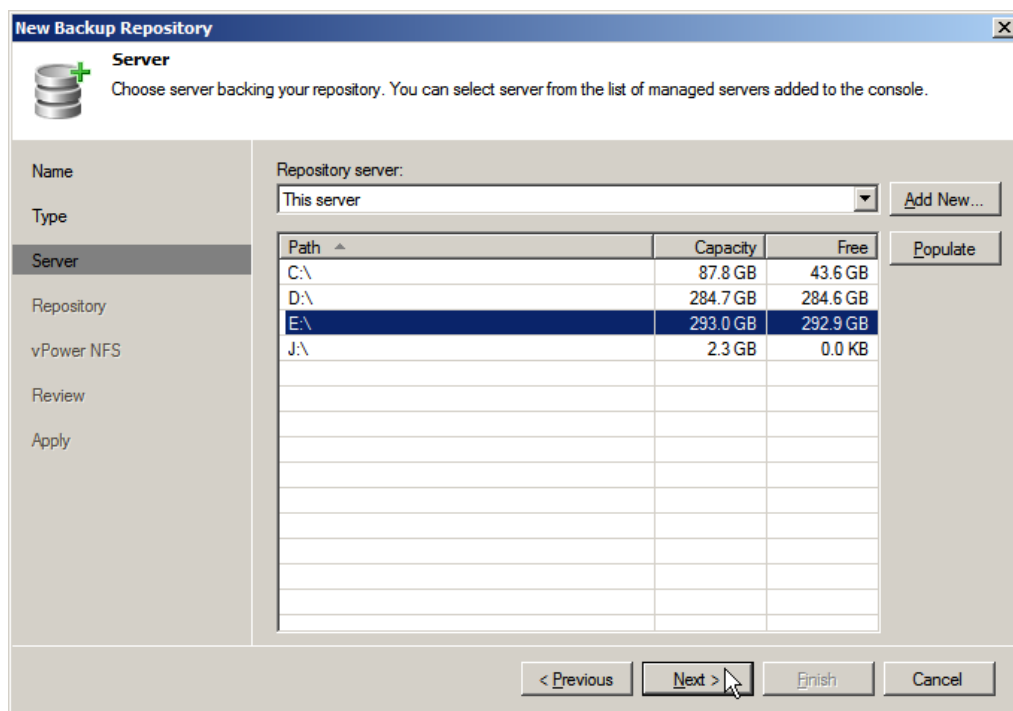 New Backup Repository
Server
Choose server backing your repository. You can select server from the list of managed servers added to the console.
Name
Type
Server
Repository
vPower NFS
Review
Apply
Repository server:
This server
Add New...
Populate
Path Capacity Free
C:\ 87.8 GB 43.6 GB
D:\ 284.7 GB 284.6 GB
E:\ 293.0 GB 292.9 GB
J:\ 2.3 GB 0.0 KB
< Previous Next > Finish Cancel